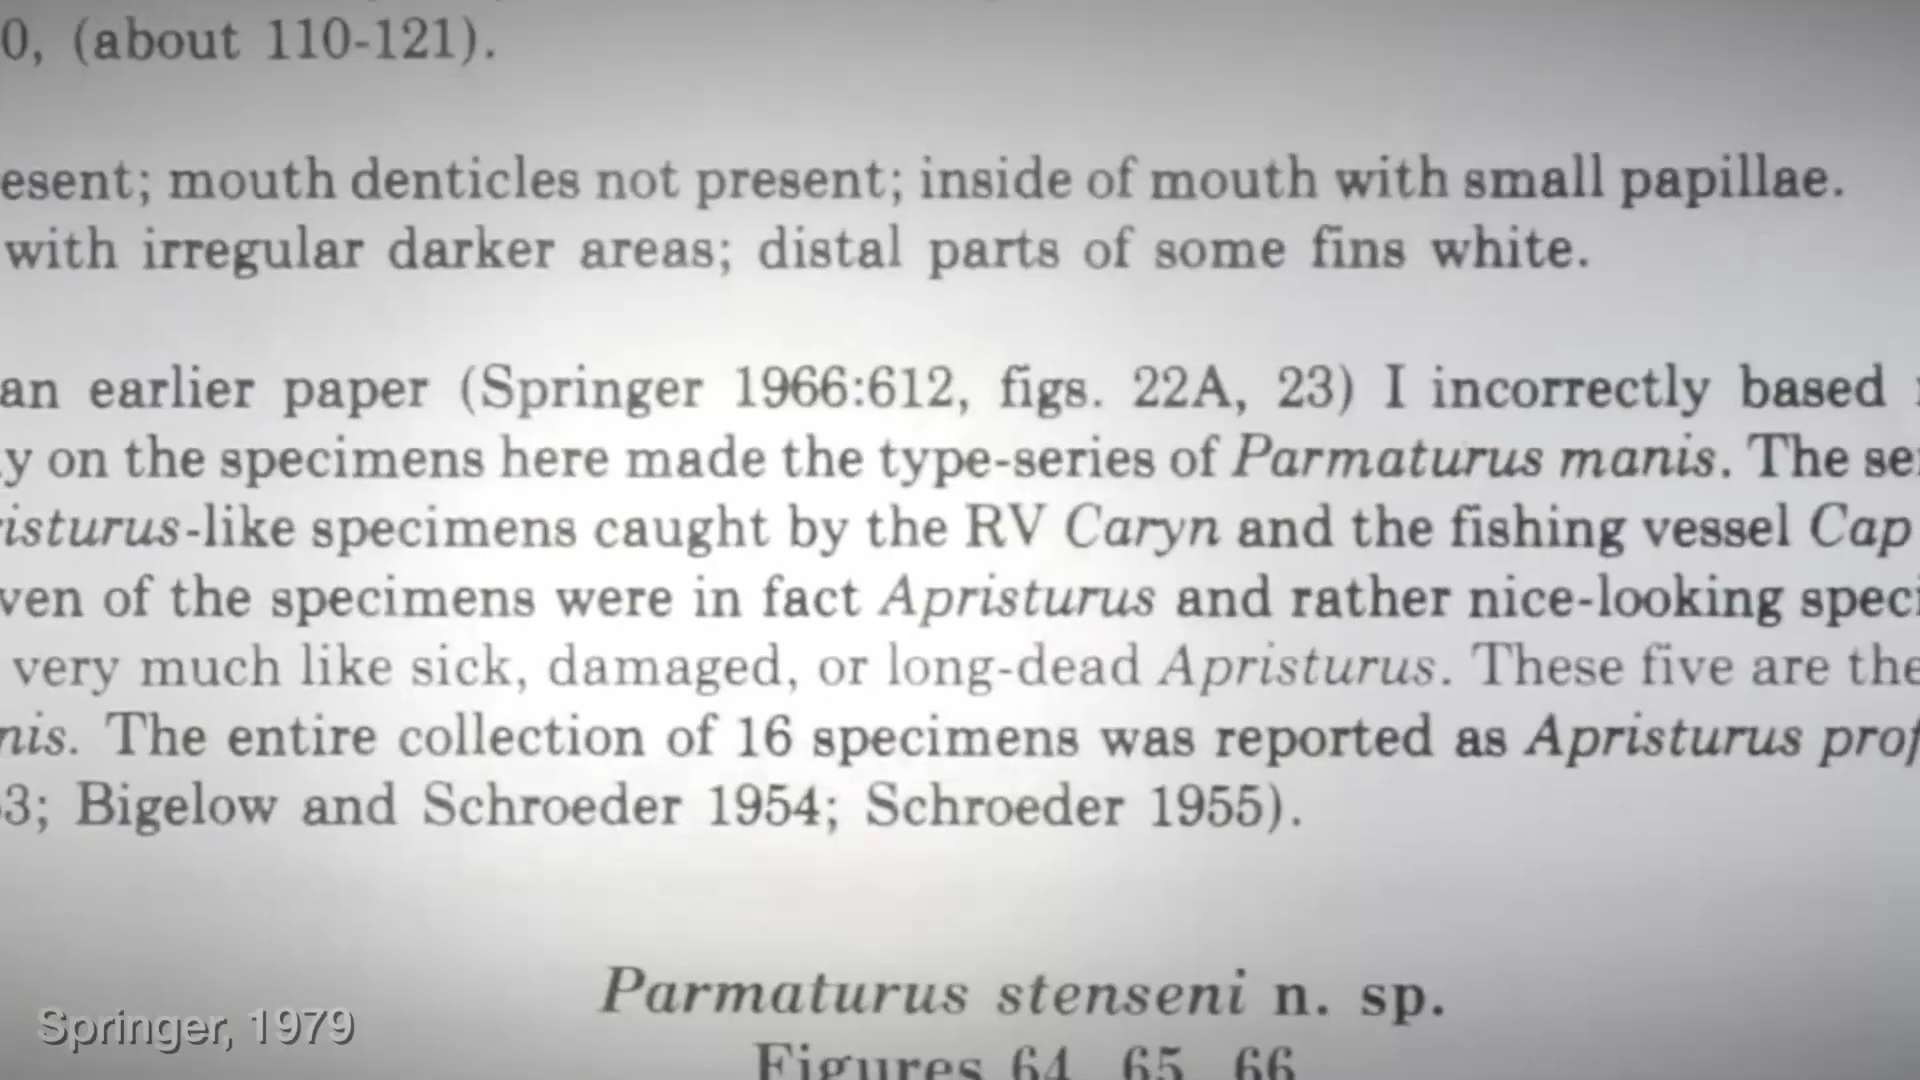 0, (about 110-121).
esent; mouth denticles not present; inside of mouth with small papillae.
with irregular darker areas; distal parts of some fins white.
an earlier paper (Springer 1966:612, figs. 22A, 23) I incorrectly based
y on the specimens here made the type-series of Parmaturus manis. The se
isturus-like specimens caught by the RV Caryn and the fishing vessel Cap
ven of the specimens were in fact Apristurus and rather nice-looking speci
very much like sick, damaged, or long-dead Apristurus. These five are the
nis. The entire collection of 16 specimens was reported as Apristurus prof
3; Bigelow and Schroeder 1954; Schroeder 1955).
Parmaturus stenseni n. sp.
Figures 64, 65, 66
Springer, 1979